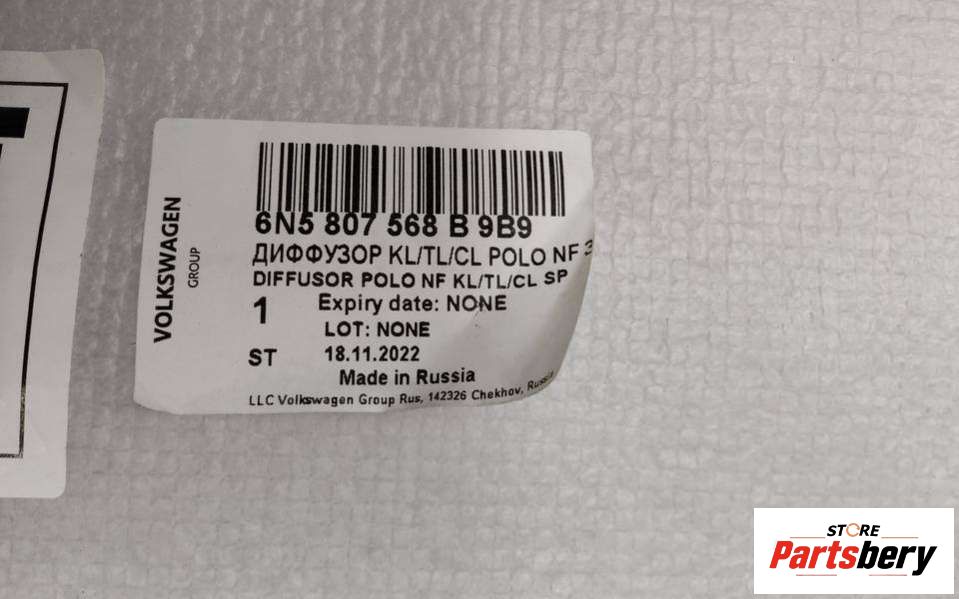 VOLKSWAGEN
GROUP
6N5 807 568 B 9B9
ДИФФУЗОР KL/TL/CL POLO NF
DIFFUSOR POLO NF KL/TL/CL SP
1 Expiry date: NONE
LOT: NONE
ST 18.11.2022
Made in Russia
LLC Volkswagen Group Rus, 142326 Chekhov, Russia
STORE
Partsbery